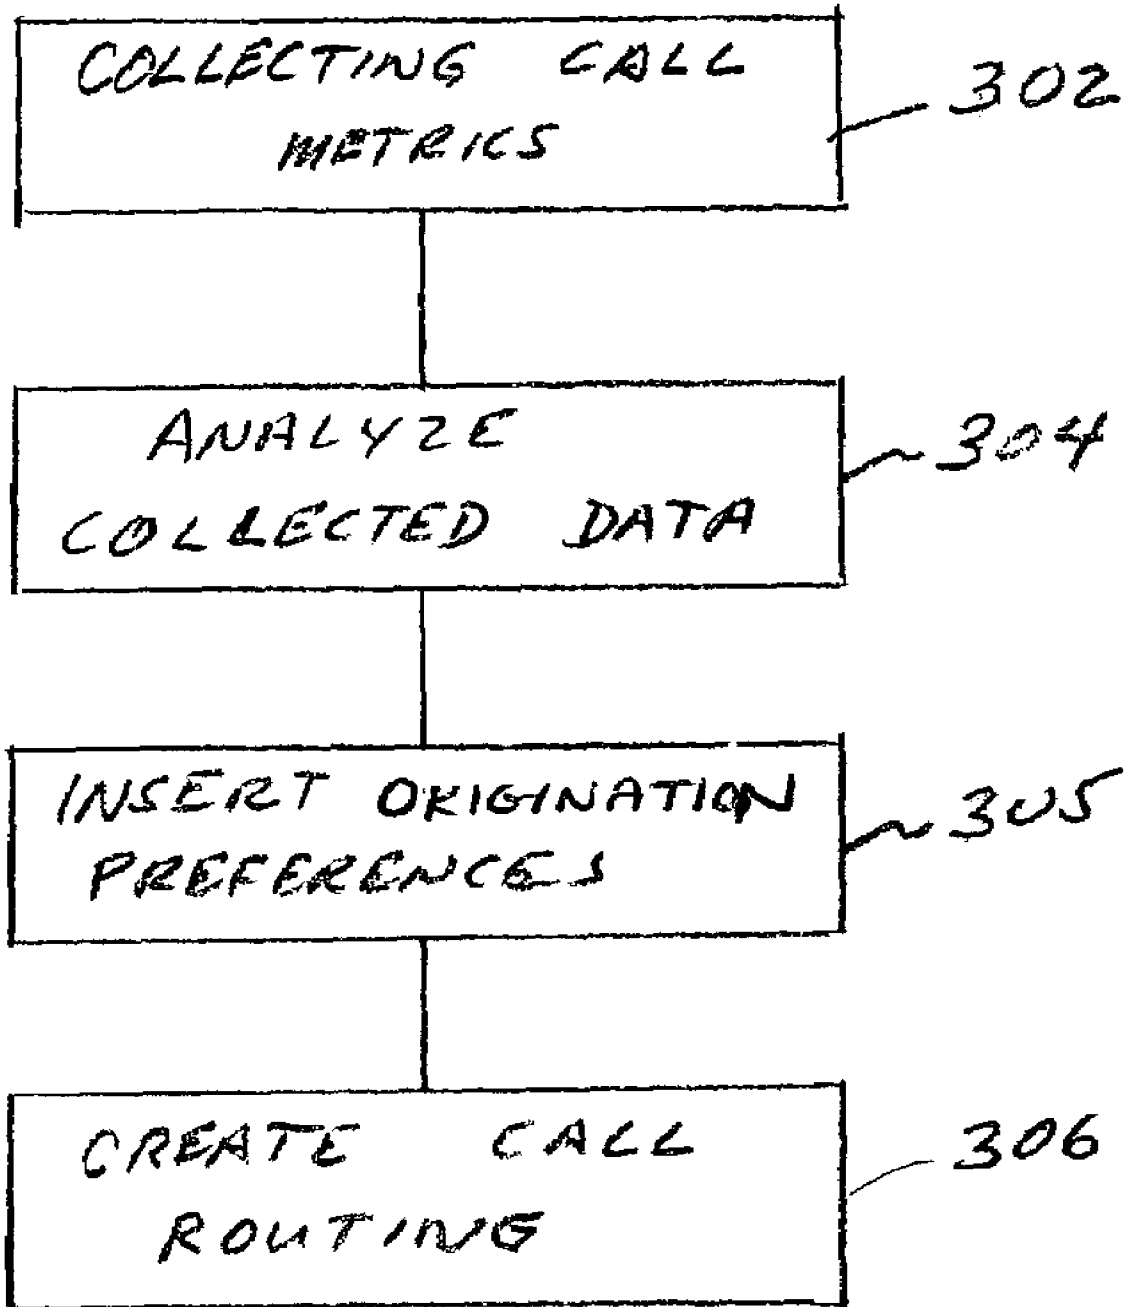 COLLECTING CALL
METRICS
302
ANALYZE
COLLECTED DATA
304
INSERT ORIGINATION
PREFERENCES
305
CREATE CALL
ROUTING
306